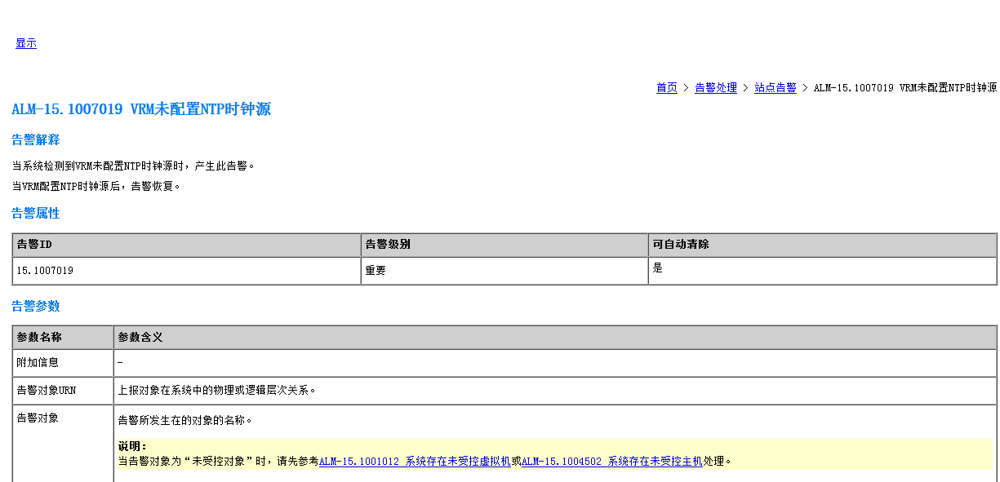 显示
首页 > 告警处理 > 站点告警 > ALM-15.1007019 VRM未配置NTP时钟源
ALM-15.1007019 VRM未配置NTP时钟源
告警解释
当系统检测到VRM未配置NTP时钟源时，产生此告警。
当VRM配置NTP时钟源后，告警恢复。
告警属性
告警ID 告警级别 可自动清除
15.1007019 重要 是
告警参数
参数名称 参数含义
附加信息 -
告警对象URN 上报对象在系统中的物理或逻辑层次关系。
告警对象 告警所发生在的对象的名称。
说明：
当告警对象为“未受控对象”时，请先参考ALM-15.1001012 系统存在未受控虚拟机或ALM-15.1004502 系统存在未受控主机处理。